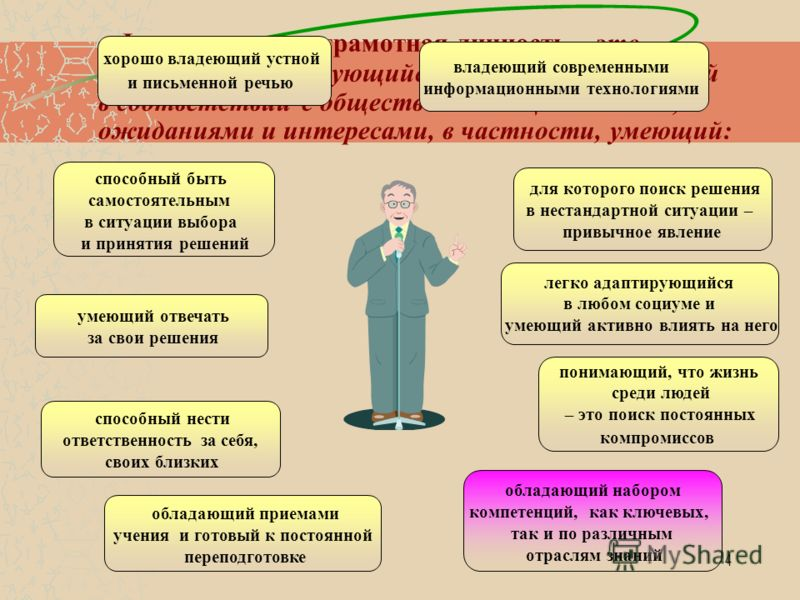 грамотная личность – это
в соответствии с обществ
ожиданиями и интересами, в частности, умеющий:
хорошо владеющий устной
и письменной речью
владеющий современными
информационными технологиями
способный быть
самостоятельным
в ситуации выбора
и принятия решений
для которого поиск решения
в нестандартной ситуации –
привычное явление
умеющий отвечать
за свои решения
легко адаптирующийся
в любом социуме и
умеющий активно влиять на него
понимающий, что жизнь
среди людей
– это поиск постоянных
компромиссов
способный нести
ответственность за себя,
своих близких
обладающий приемами
учения и готовый к постоянной
переподготовке
обладающий набором
компетенций, как ключевых,
так и по различным
отраслям знаний
MyShared
4